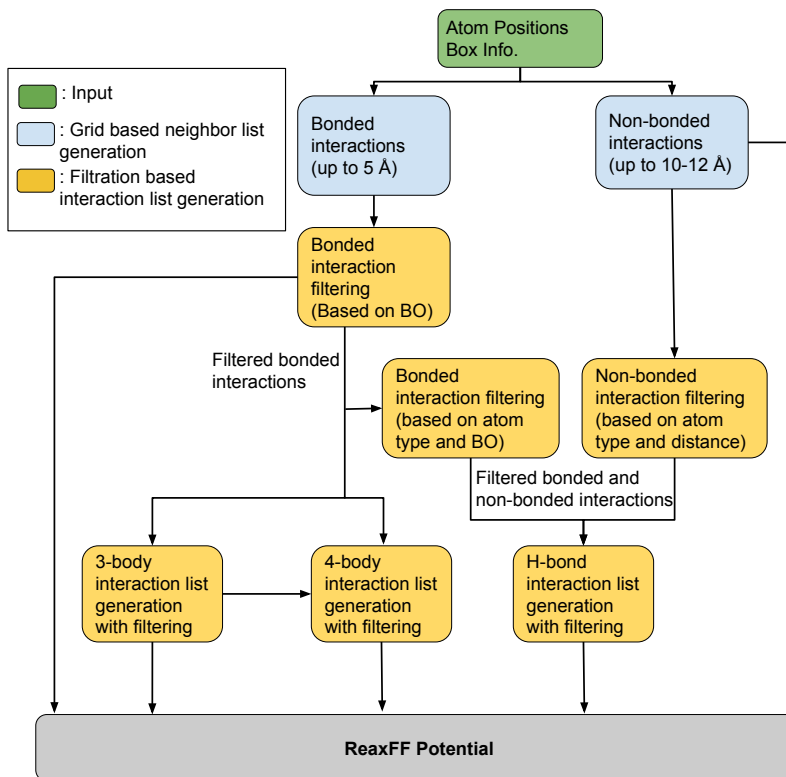 Atom Positions
Box Info.
: Input
: Grid based neighbor list
generation
: Filtration based
interaction list generation
Bonded
interactions
(up to 5 Å)
Non-bonded
interactions
(up to 10-12 Å)
Bonded
interaction
filtering
(Based on BO)
Filtered bonded
interactions
Bonded
interaction filtering
(based on atom
type and BO)
Non-bonded
interaction filtering
(based on atom
type and distance)
Filtered bonded and
non-bonded interactions
3-body
interaction list
generation
with filtering
4-body
interaction list
generation
with filtering
H-bond
interaction list
generation
with filtering
ReaxFF Potential